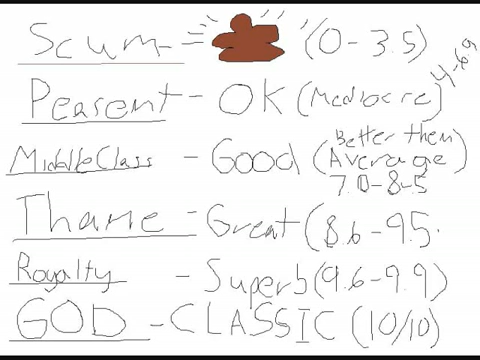 Scum = (0-3.5)
Peasent - OK (Mediocre) 4-6.9
Middle Class - Good (Better then Average 7.0-8-5)
Thane - Great (8.6-9.5.
Royalty - Superb (9.6-9.9)
GOD - CLASSIC (10/10)